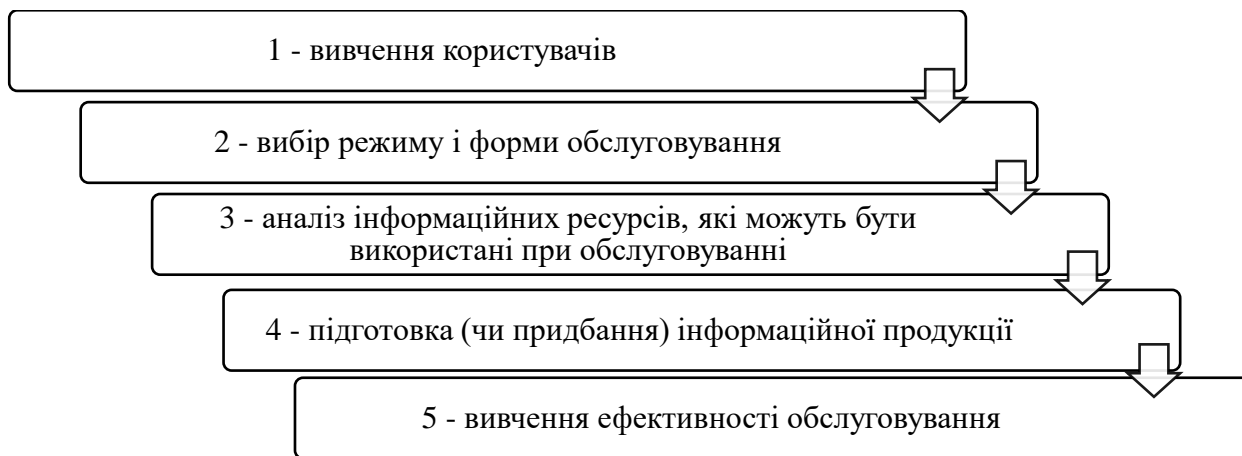 1 - вивчення користувачів
2 - вибір режиму і форми обслуговування
3 - аналіз інформаційних ресурсів, які можуть бути
використані при обслуговуванні
4 - підготовка (чи придбання) інформаційної продукції
5 - вивчення ефективності обслуговування